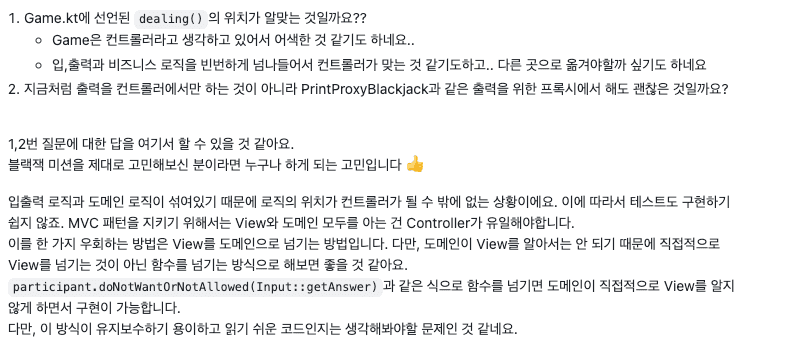 1. Game.kt에 선언된 dealing() 의 위치가 알맞는 것일까요??
Game은 컨트롤러라고 생각하고 있어서 어색한 것 같기도 하네요..
입,출력과 비즈니스 로직을 빈번하게 넘나들어서 컨트롤러가 맞는 것 같기도하고.. 다른 곳으로 옮겨야할까 싶기도 하네요
2. 지금처럼 출력을 컨트롤러에서만 하는 것이 아니라 PrintProxyBlackjack과 같은 출력을 위한 프록시에서 해도 괜찮은 것일까요?
1,2번 질문에 대한 답을 여기서 할 수 있을 것 같아요.
블랙잭 미션을 제대로 고민해보신 분이라면 누구나 하게 되는 고민입니다 👍
입출력 로직과 도메인 로직이 섞여있기 때문에 로직의 위치가 컨트롤러가 될 수 밖에 없는 상황이에요. 이에 따라서 테스트도 구현하기
쉽지 않죠. MVC 패턴을 지키기 위해서는 View와 도메인 모두를 아는 건 Controller가 유일해야합니다.
이를 한 가지 우회하는 방법은 View를 도메인으로 넘기는 방법입니다. 다만, 도메인이 View를 알아서는 안 되기 때문에 직접적으로
View를 넘기는 것이 아닌 함수를 넘기는 방식으로 해보면 좋을 것 같아요.
participant.doNotWantOrNotAllowed(Input::getAnswer) 과 같은 식으로 함수를 넘기면 도메인이 직접적으로 View를 알지
않게 하면서 구현이 가능합니다.
다만, 이 방식이 유지보수하기 용이하고 읽기 쉬운 코드인지는 생각해봐야할 문제인 것 같네요.